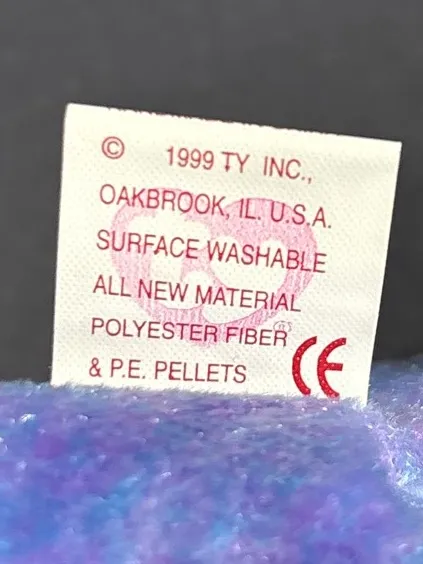 © 1999 TY INC.,
OAKBROOK, IL. U.S.A.
SURFACE WASHABLE
ALL NEW MATERIAL
POLYESTER FIBER
& P.E. PELLETS CE